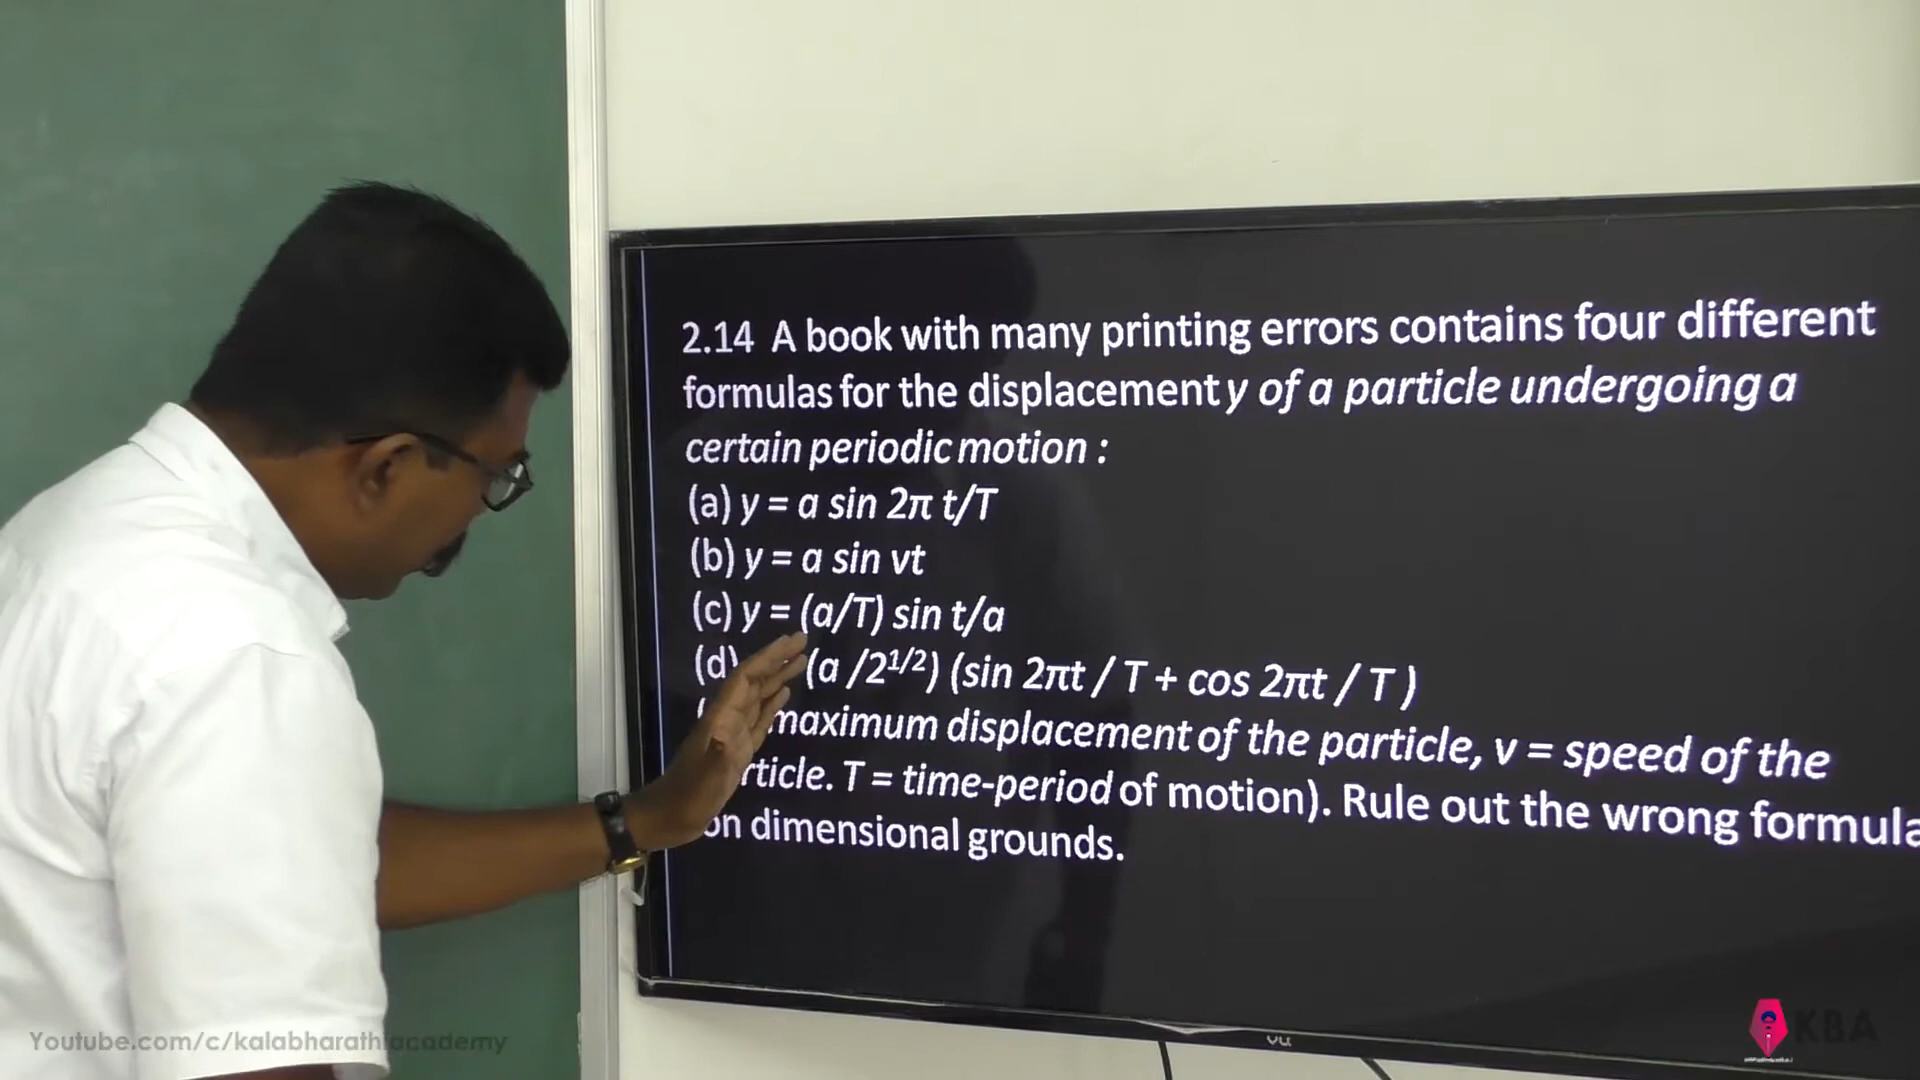 2.14 A book with many printing errors contains four different
formulas for the displacement y of a particle undergoing a
certain periodic motion :
(a) y = a sin 2π t/T
(b) y = a sin vt
(c) y = (a/T) sin t/a
(d) (a /2^1/2) (sin 2πt / T + cos 2πt / T )
maximum displacement of the particle, v = speed of the
T = time-period of motion). Rule out the wrong formula
on dimensional grounds.
vu
KBA
Youtube.com/c/kalabharathiacademy